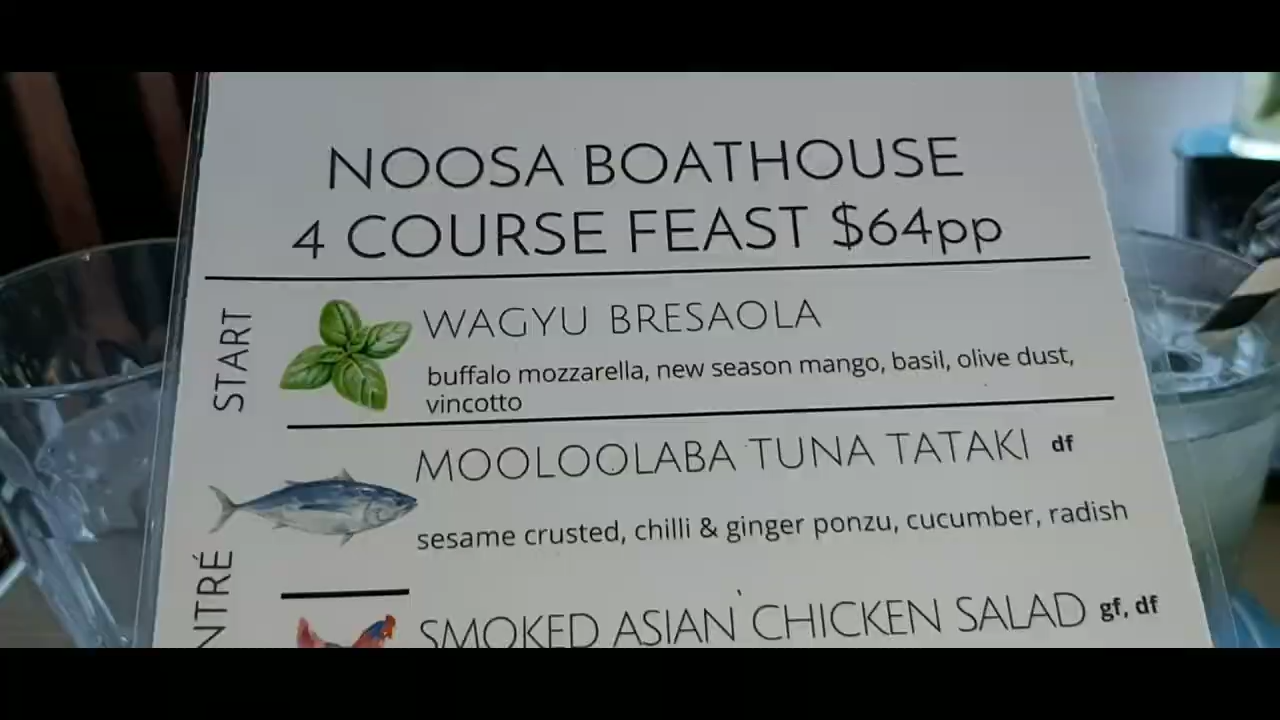 NOOSA BOATHOUSE
4 COURSE FEAST $64pp
START
WAGYU BRESAOLA
buffalo mozzarella, new season mango, basil, olive dust,
vincotto
MOOLOOLABA TUNA TATAKI df
sesame crusted, chilli & ginger ponzu, cucumber, radish
NTRÉ
SMOKED ASIAN CHICKEN SALAD gf, df